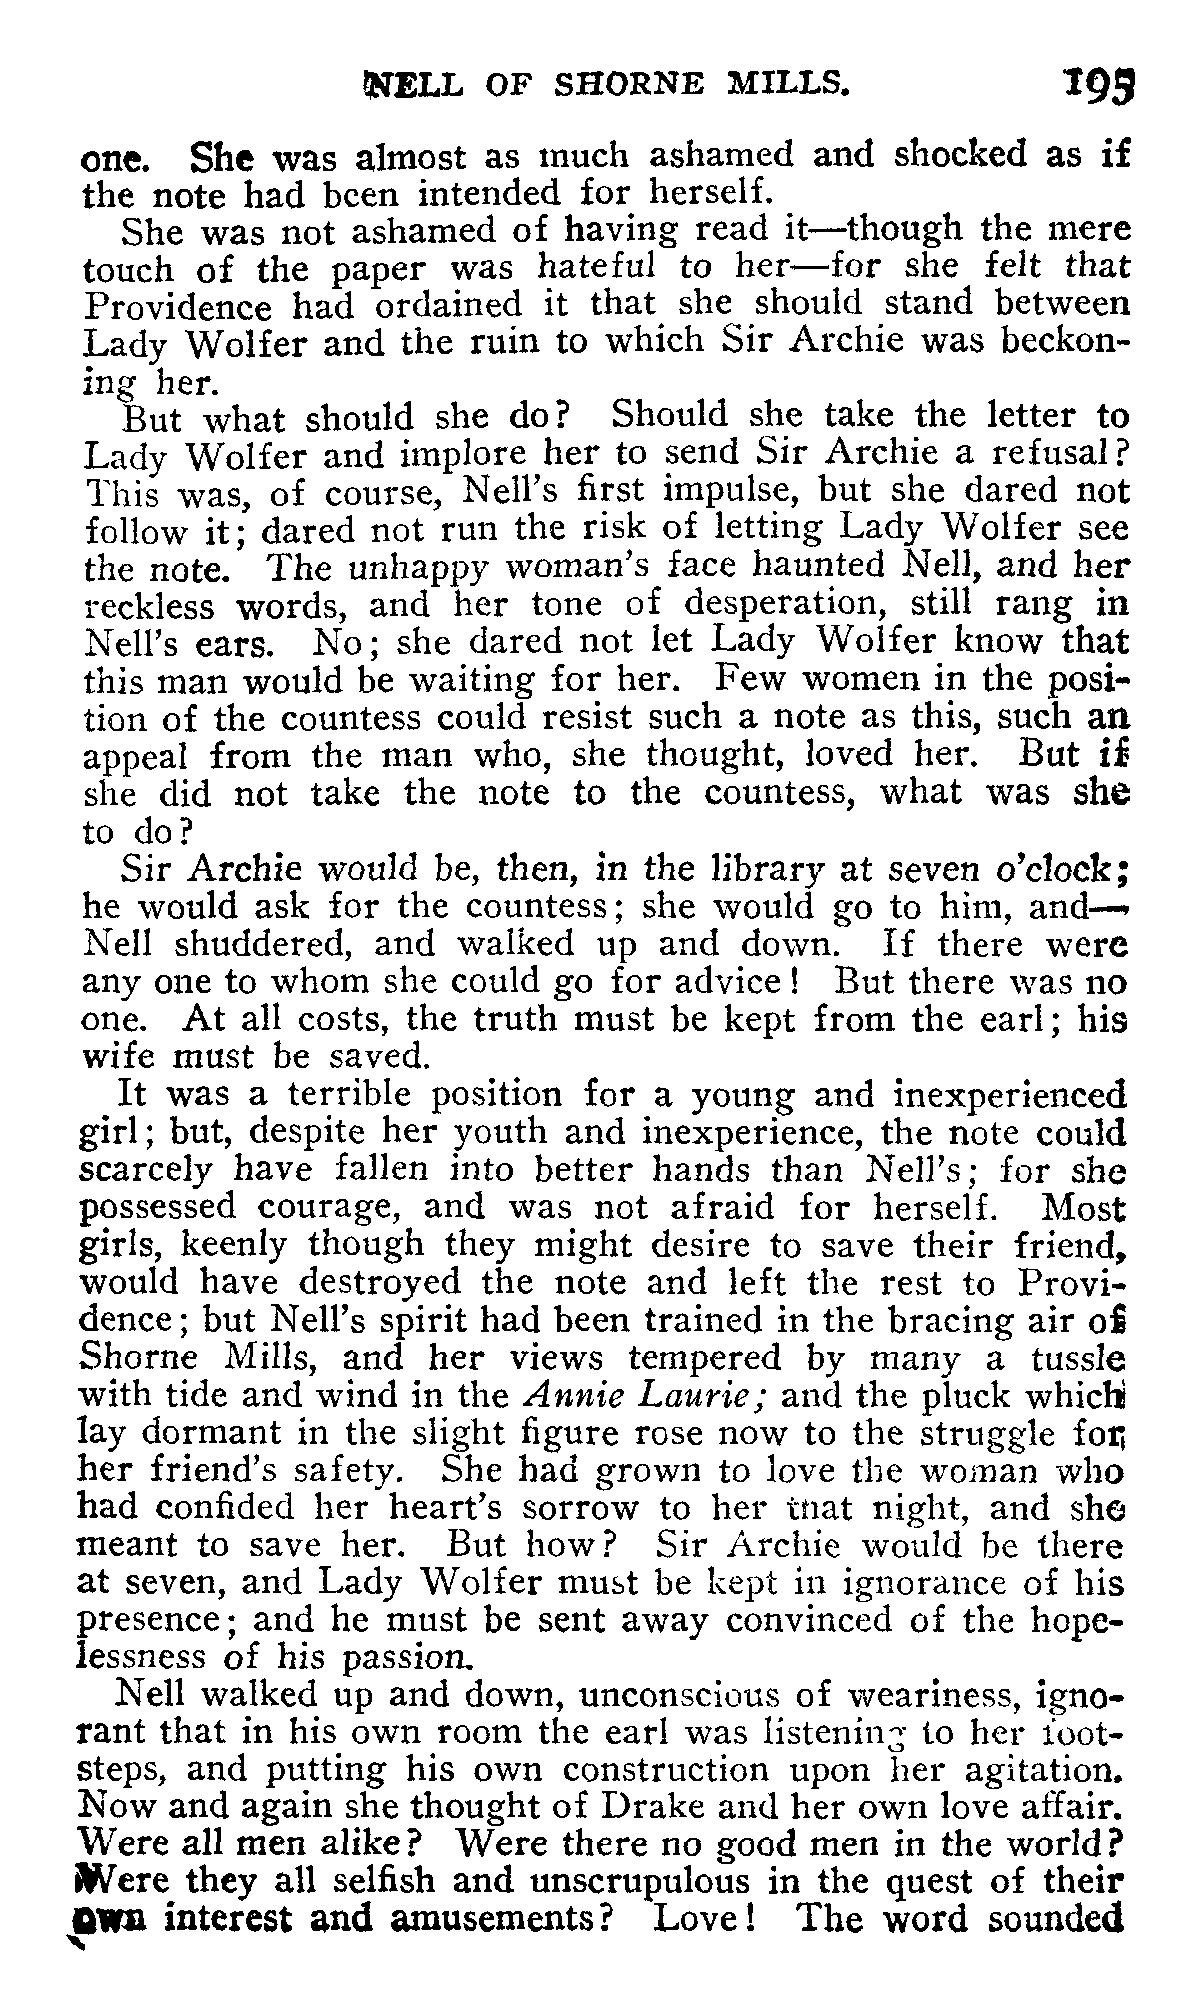 NELL OF SHORNE MILLS. 195
one. She was almost as much ashamed and shocked as if
the note had been intended for herself.
She was not ashamed of having read it—though the mere
touch of the paper was hateful to her—for she felt that
Providence had ordained it that she should stand between
Lady Wolfer and the ruin to which Sir Archie was beckon-
ing her.
But what should she do? Should she take the letter to
Lady Wolfer and implore her to send Sir Archie a refusal?
This was, of course, Nell's first impulse, but she dared not
follow it; dared not run the risk of letting Lady Wolfer see
the note. The unhappy woman's face haunted Nell, and her
reckless words, and her tone of desperation, still rang in
Nell's ears. No; she dared not let Lady Wolfer know that
this man would be waiting for her. Few women in the posi-
tion of the countess could resist such a note as this, such an
appeal from the man who, she thought, loved her. But if
she did not take the note to the countess, what was she
to do?
Sir Archie would be, then, in the library at seven o'clock;
he would ask for the countess; she would go to him, and—
Nell shuddered, and walked up and down. If there were
any one to whom she could go for advice! But there was no
one. At all costs, the truth must be kept from the earl; his
wife must be saved.
It was a terrible position for a young and inexperienced
girl; but, despite her youth and inexperience, the note could
scarcely have fallen into better hands than Nell's; for she
possessed courage, and was not afraid for herself. Most
girls, keenly though they might desire to save their friend,
would have destroyed the note and left the rest to Provi-
dence; but Nell's spirit had been trained in the bracing air of
Shorne Mills, and her views tempered by many a tussle
with tide and wind in the Annie Laurie; and the pluck which
lay dormant in the slight figure rose now to the struggle for
her friend's safety. She had grown to love the woman who
had confided her heart's sorrow to her that night, and she
meant to save her. But how? Sir Archie would be there
at seven, and Lady Wolfer must be kept in ignorance of his
presence; and he must be sent away convinced of the hope-
lessness of his passion.
Nell walked up and down, unconscious of weariness, igno-
rant that in his own room the earl was listening to her foot-
steps, and putting his own construction upon her agitation.
Now and again she thought of Drake and her own love affair.
Were all men alike? Were there no good men in the world?
Were they all selfish and unscrupulous in the quest of their
own interest and amusements? Love! The word sounded